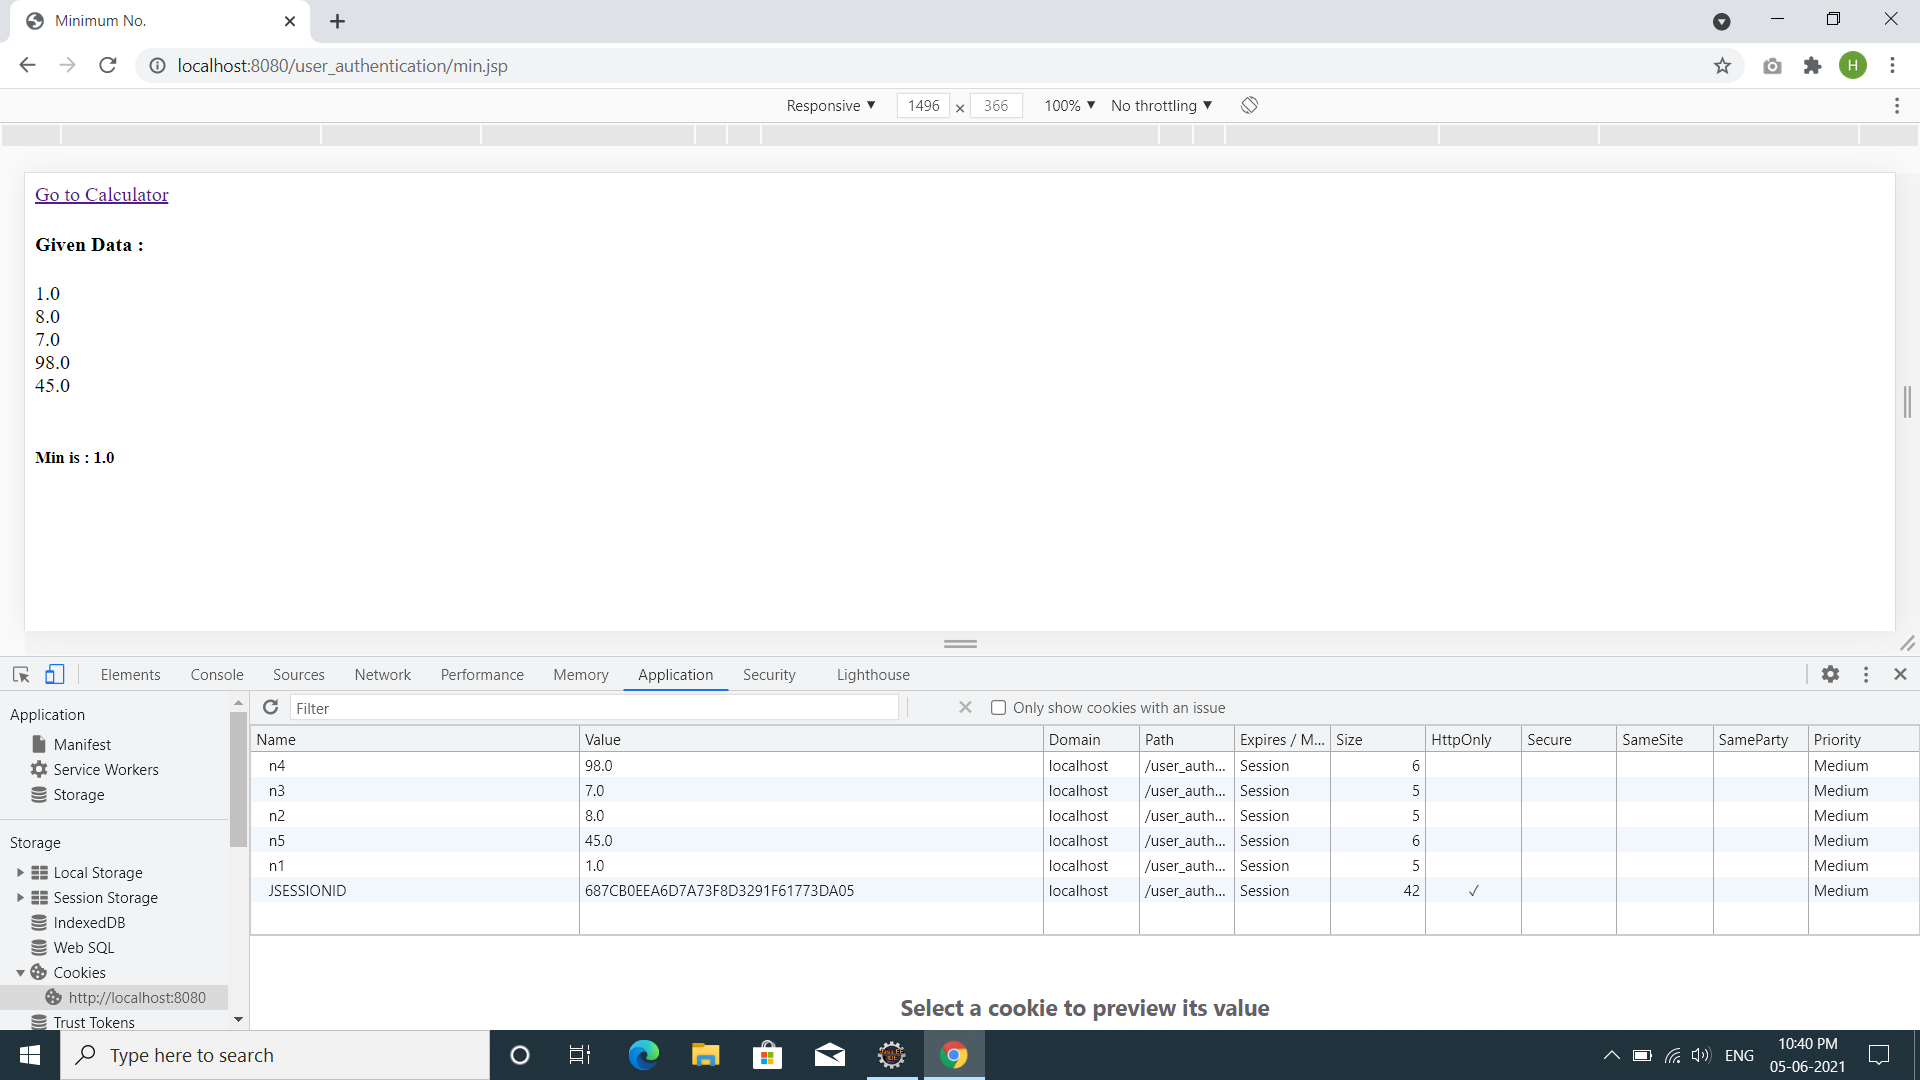 Minimum No.
localhost:8080/user_authentication/min.jsp
H
Responsive ▼ 1496 × 366 100% ▼ No throttling ▼
Go to Calculator
Given Data :
1.0
8.0
7.0
98.0
45.0
Min is : 1.0
Elements Console Sources Network Performance Memory Application Security Lighthouse
Application
Manifest
Service Workers
Storage
Storage
Local Storage
Session Storage
IndexedDB
Web SQL
Cookies
http://localhost:8080
Trust Tokens
Filter Only show cookies with an issue
Name Value Domain Path Expires / M... Size HttpOnly Secure SameSite SameParty Priority
n4 98.0 localhost /user_auth... Session 6 Medium
n3 7.0 localhost /user_auth... Session 5 Medium
n2 8.0 localhost /user_auth... Session 5 Medium
n5 45.0 localhost /user_auth... Session 6 Medium
n1 1.0 localhost /user_auth... Session 5 Medium
JSESSIONID 687CB0EEA6D7A73F8D3291F61773DA05 localhost /user_auth... Session 42 ✓ Medium
Select a cookie to preview its value
Type here to search
ENG
10:40 PM
05-06-2021